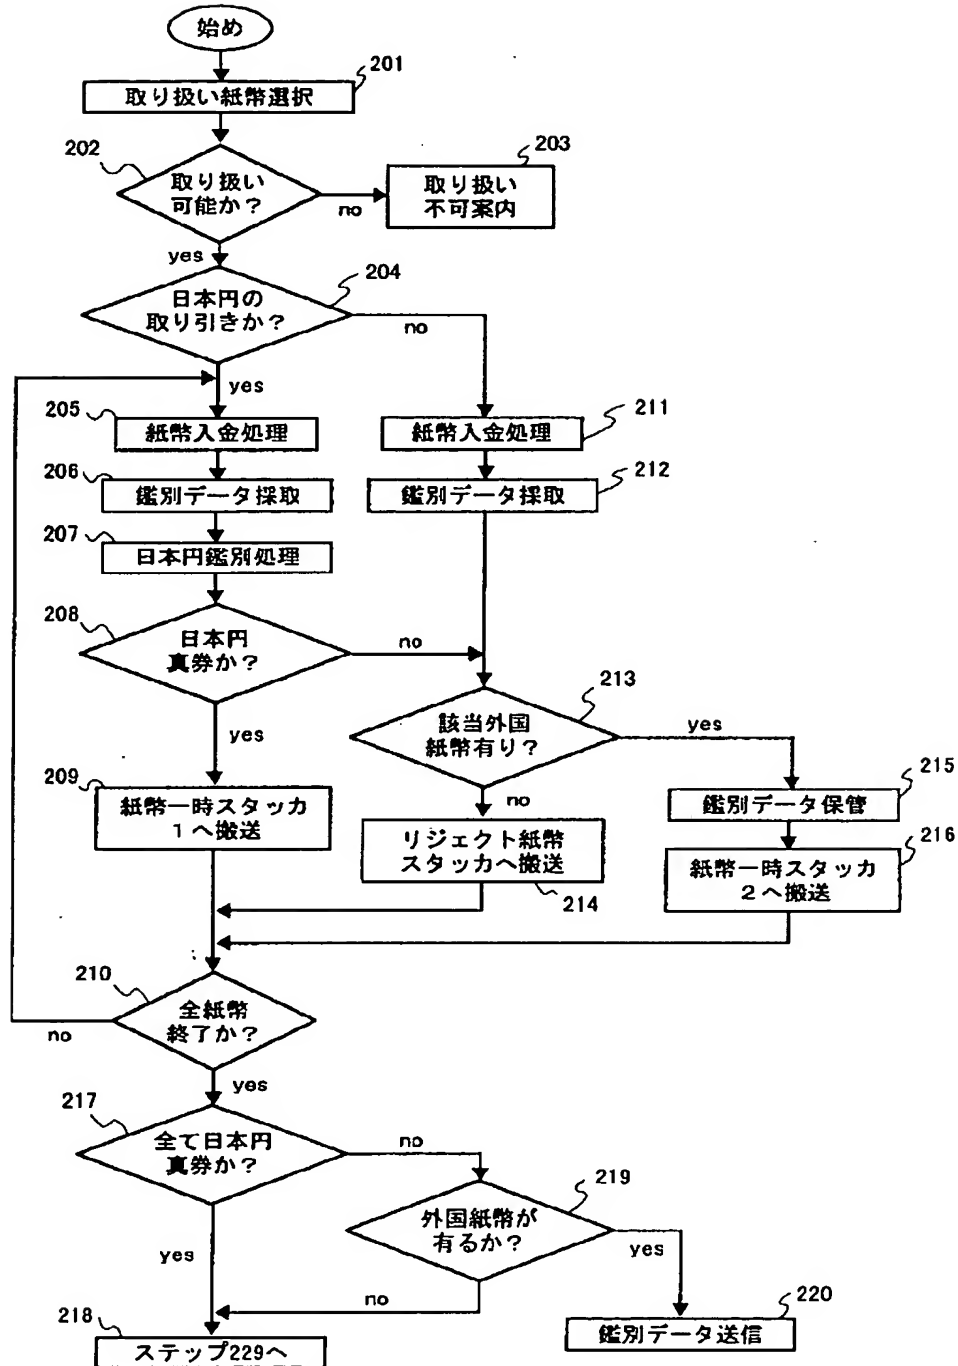 始め
201
取り扱い紙幣選択
202
取り扱い
可能か?
no
203
取り扱い
不可案内
yes
204
日本円の
取り引きか?
no
yes
205
紙幣入金処理
211
紙幣入金処理
206
鑑別データ採取
212
鑑別データ採取
207
日本円鑑別処理
208
日本円
真券か?
no
yes
213
該当外国
紙幣有り?
yes
no
209
紙幣一時スタッカ
1へ搬送
リジェクト紙幣
スタッカへ搬送
214
215
鑑別データ保管
216
紙幣一時スタッカ
2へ搬送
210
全紙幣
終了か?
no
yes
217
全て日本円
真券か?
no
yes
219
外国紙幣が
有るか?
yes
no
218
ステップ229へ
220
鑑別データ送信